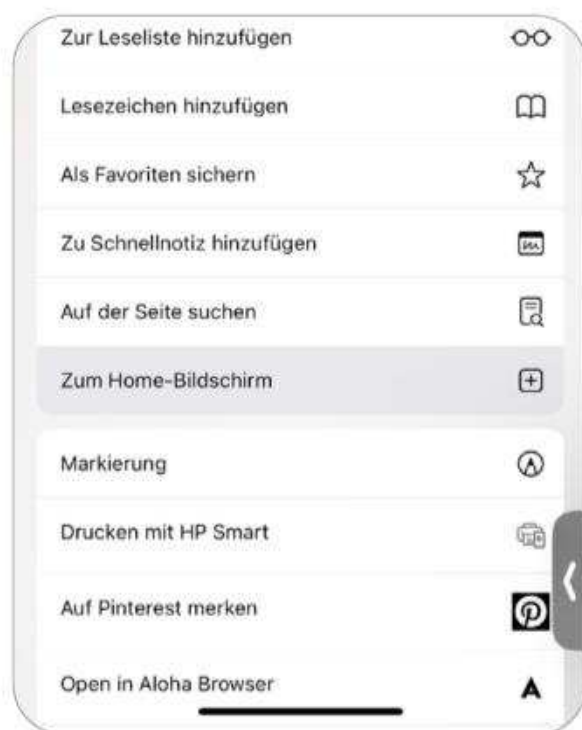 Zur Leseliste hinzufügen
Lesezeichen hinzufügen
Als Favoriten sichern
Zu Schnellnotiz hinzufügen
Auf der Seite suchen
Zum Home-Bildschirm
Markierung
Drucken mit HP Smart
Auf Pinterest merken
Open in Aloha Browser